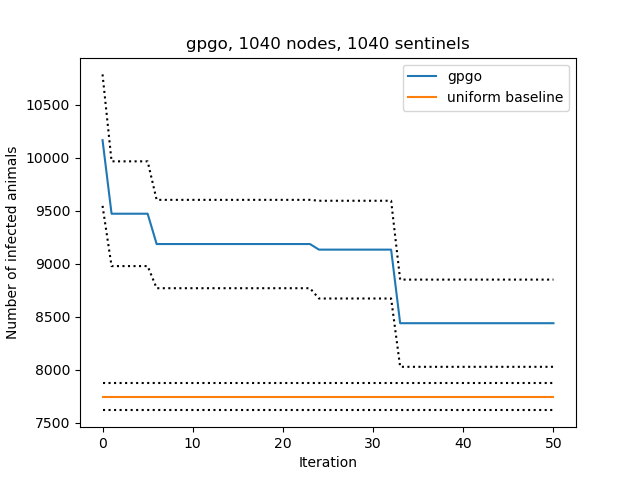 gpgo, 1040 nodes, 1040 sentinels
gpgo
uniform baseline
Number of infected animals
10500
10000
9500
9000
8500
8000
7500
0 10 20 30 40 50
Iteration